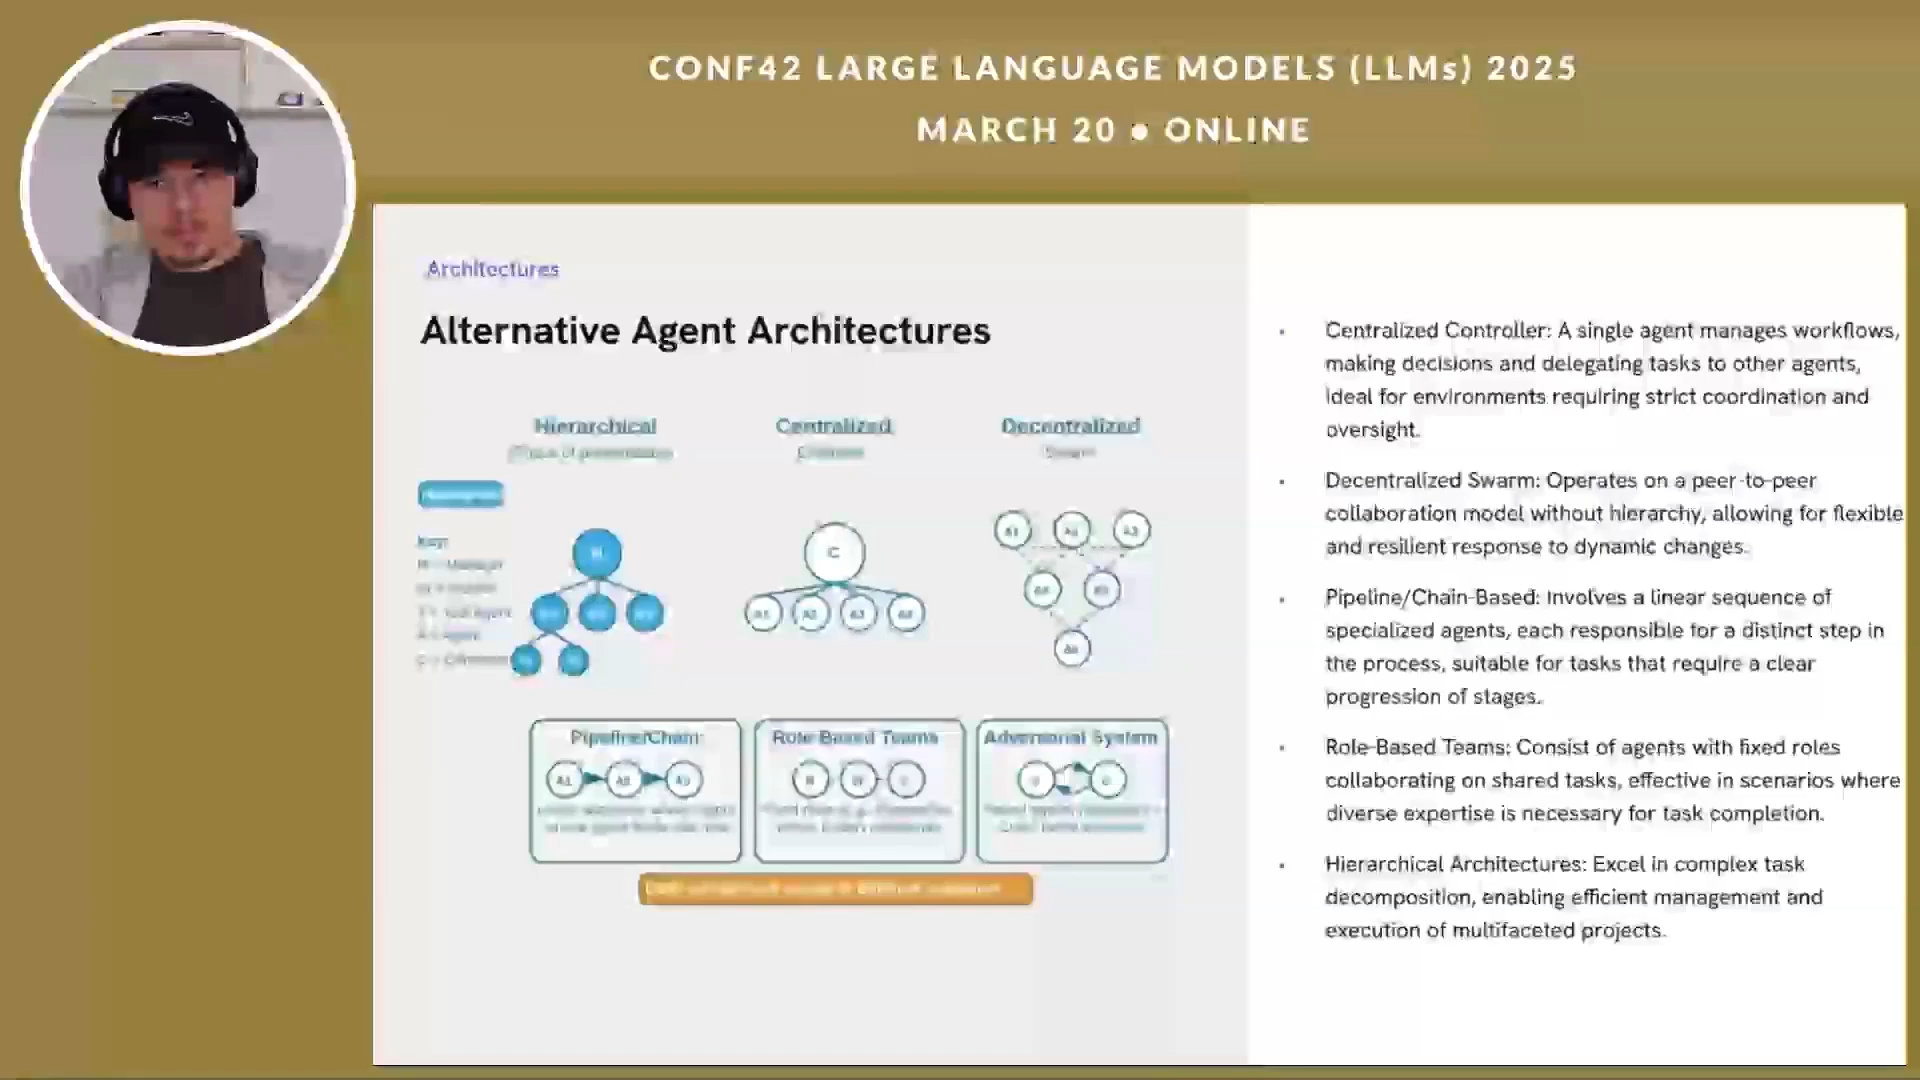 CONF42 LARGE LANGUAGE MODELS (LLMs) 2025
MARCH 20 • ONLINE
Architectures
Alternative Agent Architectures
Hierarchical
Centralized
Decentralized
Key:
C
A1 A2 A3 A4
A1 A3
Pipeline/Chain
Role-Based Teams
Adversarial System
A1 A2 A3
• Centralized Controller: A single agent manages workflows,
making decisions and delegating tasks to other agents,
ideal for environments requiring strict coordination and
oversight.
• Decentralized Swarm: Operates on a peer-to-peer
collaboration model without hierarchy, allowing for flexible
and resilient response to dynamic changes.
• Pipeline/Chain-Based: Involves a linear sequence of
specialized agents, each responsible for a distinct step in
the process, suitable for tasks that require a clear
progression of stages.
• Role-Based Teams: Consist of agents with fixed roles
collaborating on shared tasks, effective in scenarios where
diverse expertise is necessary for task completion.
• Hierarchical Architectures: Excel in complex task
decomposition, enabling efficient management and
execution of multifaceted projects.